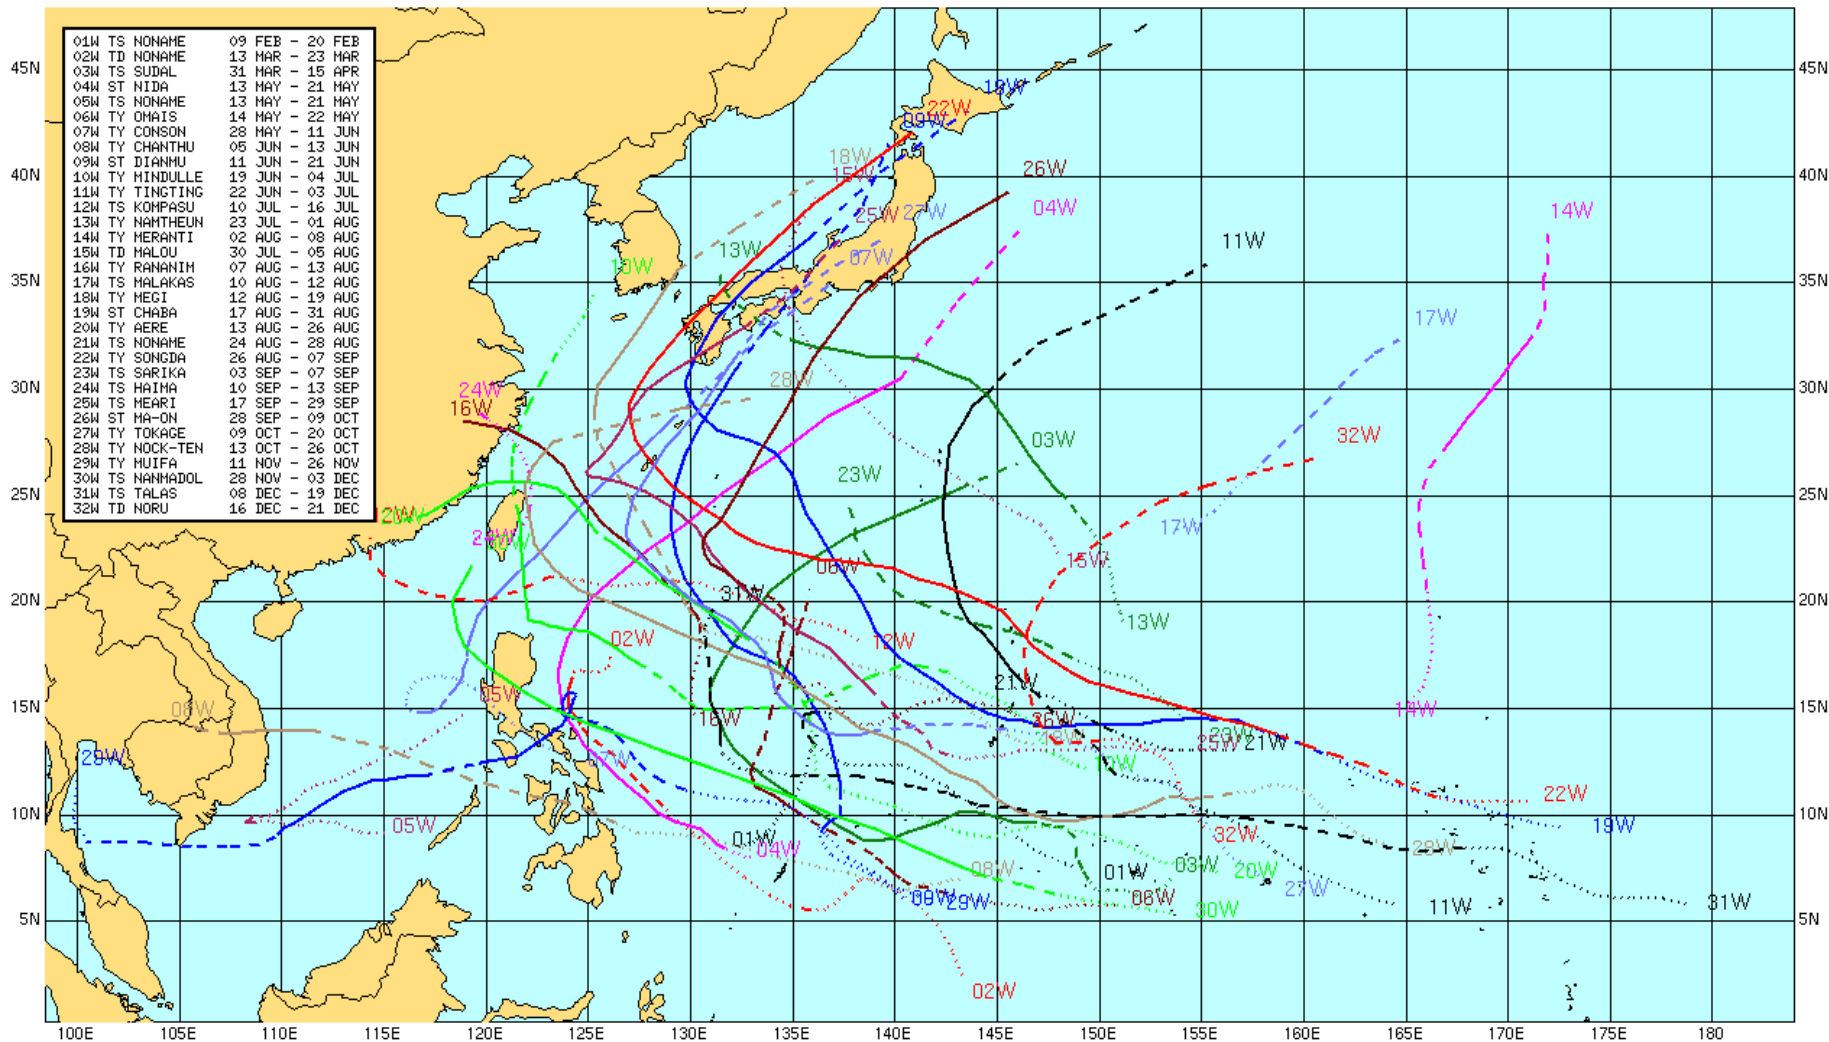 01W TS NONAME 09 FEB - 20 FEB
02W TD NONAME 13 MAR - 23 MAR
03W TS SUDAL 31 MAR - 15 APR
04W ST NIDA 13 MAY - 21 MAY
05W TS NONAME 13 MAY - 21 MAY
06W TY OMAIS 14 MAY - 22 MAY
07W TY CONSON 28 MAY - 11 JUN
08W TY CHANTHU 05 JUN - 13 JUN
09W ST DIANMU 11 JUN - 21 JUN
10W TY MINDULLE 19 JUN - 04 JUL
11W TY TINGTING 22 JUN - 03 JUL
12W TS KOMPASU 10 JUL - 16 JUL
13W TY NAMTHEUN 23 JUL - 01 AUG
14W TY MERANTI 02 AUG - 08 AUG
15W TD MALOU 30 JUL - 05 AUG
16W TY RANANIM 07 AUG - 13 AUG
17W TS MALAKAS 10 AUG - 12 AUG
18W TY MEGI 12 AUG - 19 AUG
19W ST CHABA 17 AUG - 31 AUG
20W TY AERE 13 AUG - 26 AUG
21W TS NONAME 24 AUG - 28 AUG
22W TY SONGDA 26 AUG - 07 SEP
23W TS SARIKA 03 SEP - 07 SEP
24W TS HAIMA 10 SEP - 13 SEP
25W TS MEARI 17 SEP - 29 SEP
26W ST MA-ON 28 SEP - 09 OCT
27W TY TOKAGE 09 OCT - 20 OCT
28W TY NOCK-TEN 13 OCT - 26 OCT
29W TY MUIFA 11 NOV - 26 NOV
30W TS NANMADOL 28 NOV - 03 DEC
31W TS TALAS 08 DEC - 19 DEC
32W TD NORU 16 DEC - 21 DEC
45N 19W 45N
22W
09W
18W
40N 15W 26W 40N
25W 27W 04W 14W
13W 07W 11W
35N 10W 35N
17W
30N 24W 28W 30N
16W
03W 32W
23W
25N 25N
12W 17W
24W
06W 15W
20N 31W 20N
13W
02W 12W
05W 21W
15N 08W 16W 26W 14W 15N
18W 23W 25W 21W
29W 07W 10W
22W
10N 05W 01W 32W 19W 10N
04W 28W
08W 01W 03W 20W
27W
09W 29W 06W 30W 11W 31W
5N 5N
02W
100E 105E 110E 115E 120E 125E 130E 135E 140E 145E 150E 155E 160E 165E 170E 175E 180